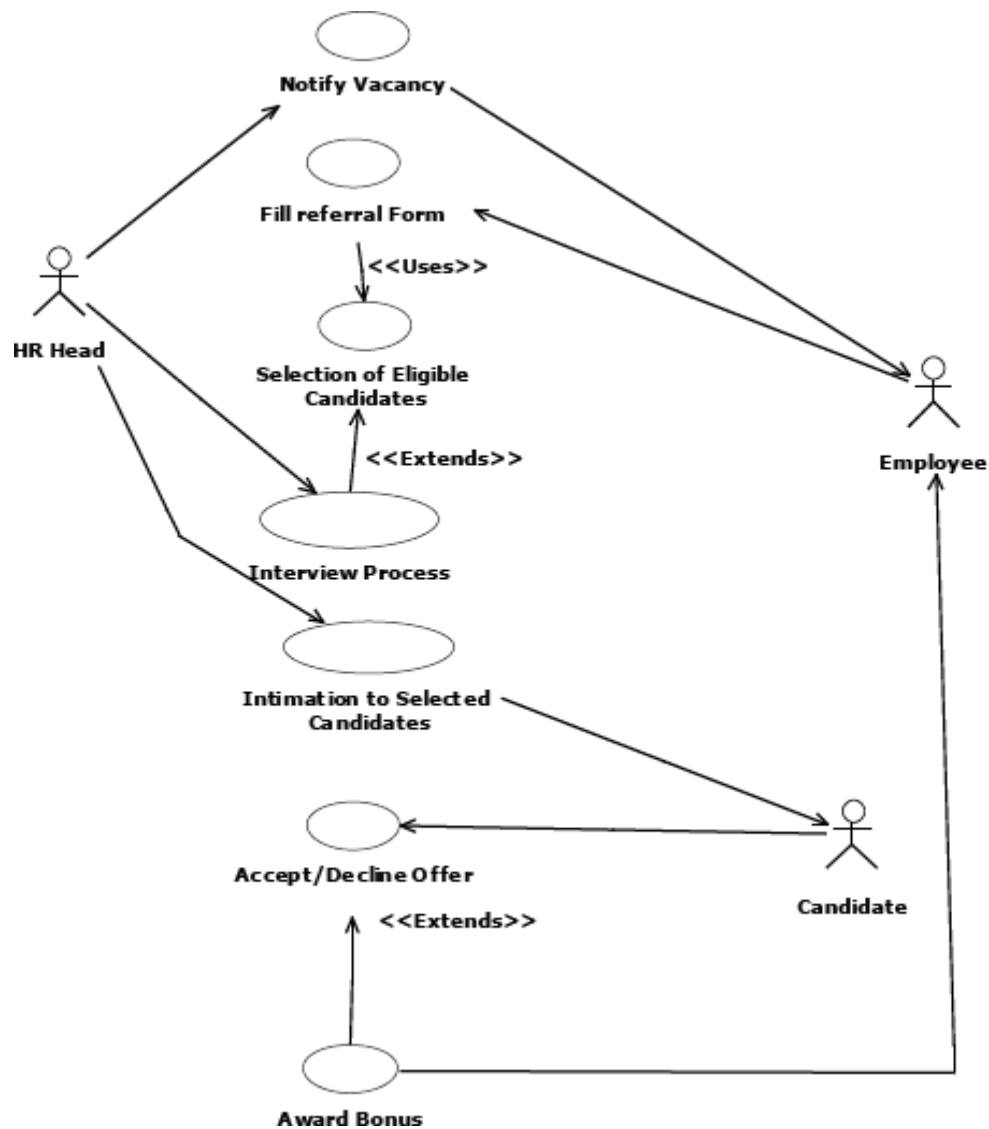 Notify Vacancy
Fill referral Form
<<Uses>>
HR Head
Selection of Eligible
Candidates
<<Extends>>
Employee
Interview Process
Intimation to Selected
Candidates
Accept/Decline Offer
Candidate
<<Extends>>
Award Bonus